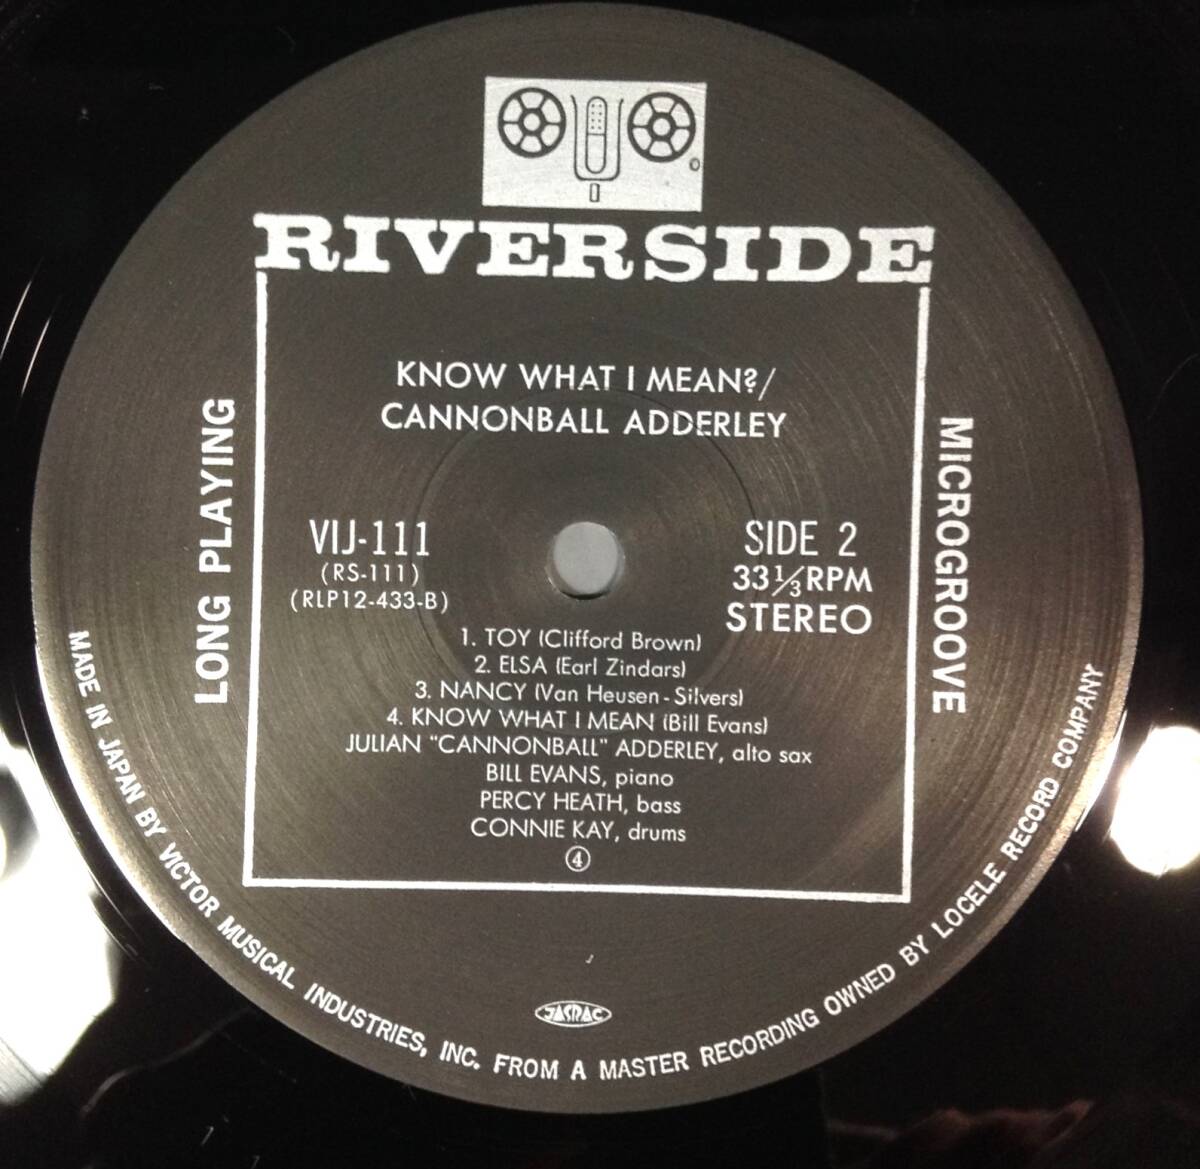 RIVERSIDE
KNOW WHAT I MEAN?/
CANNONBALL ADDERLEY
LONG PLAYING
MICROGROOVE
VIJ-111
(RS-111)
(RLP12-433-B)
SIDE 2
33⅓RPM
STEREO
1. TOY (Clifford Brown)
2. ELSA (Earl Zindars)
3. NANCY (Van Heusen-Silvers)
4. KNOW WHAT I MEAN (Bill Evans)
JULIAN "CANNONBALL" ADDERLEY, alto sax
BILL EVANS, piano
PERCY HEATH, bass
CONNIE KAY, drums
④
JASRAC
MADE IN JAPAN BY VICTOR MUSICAL INDUSTRIES, INC. FROM A MASTER RECORDING OWNED BY LOCELE RECORD COMPANY